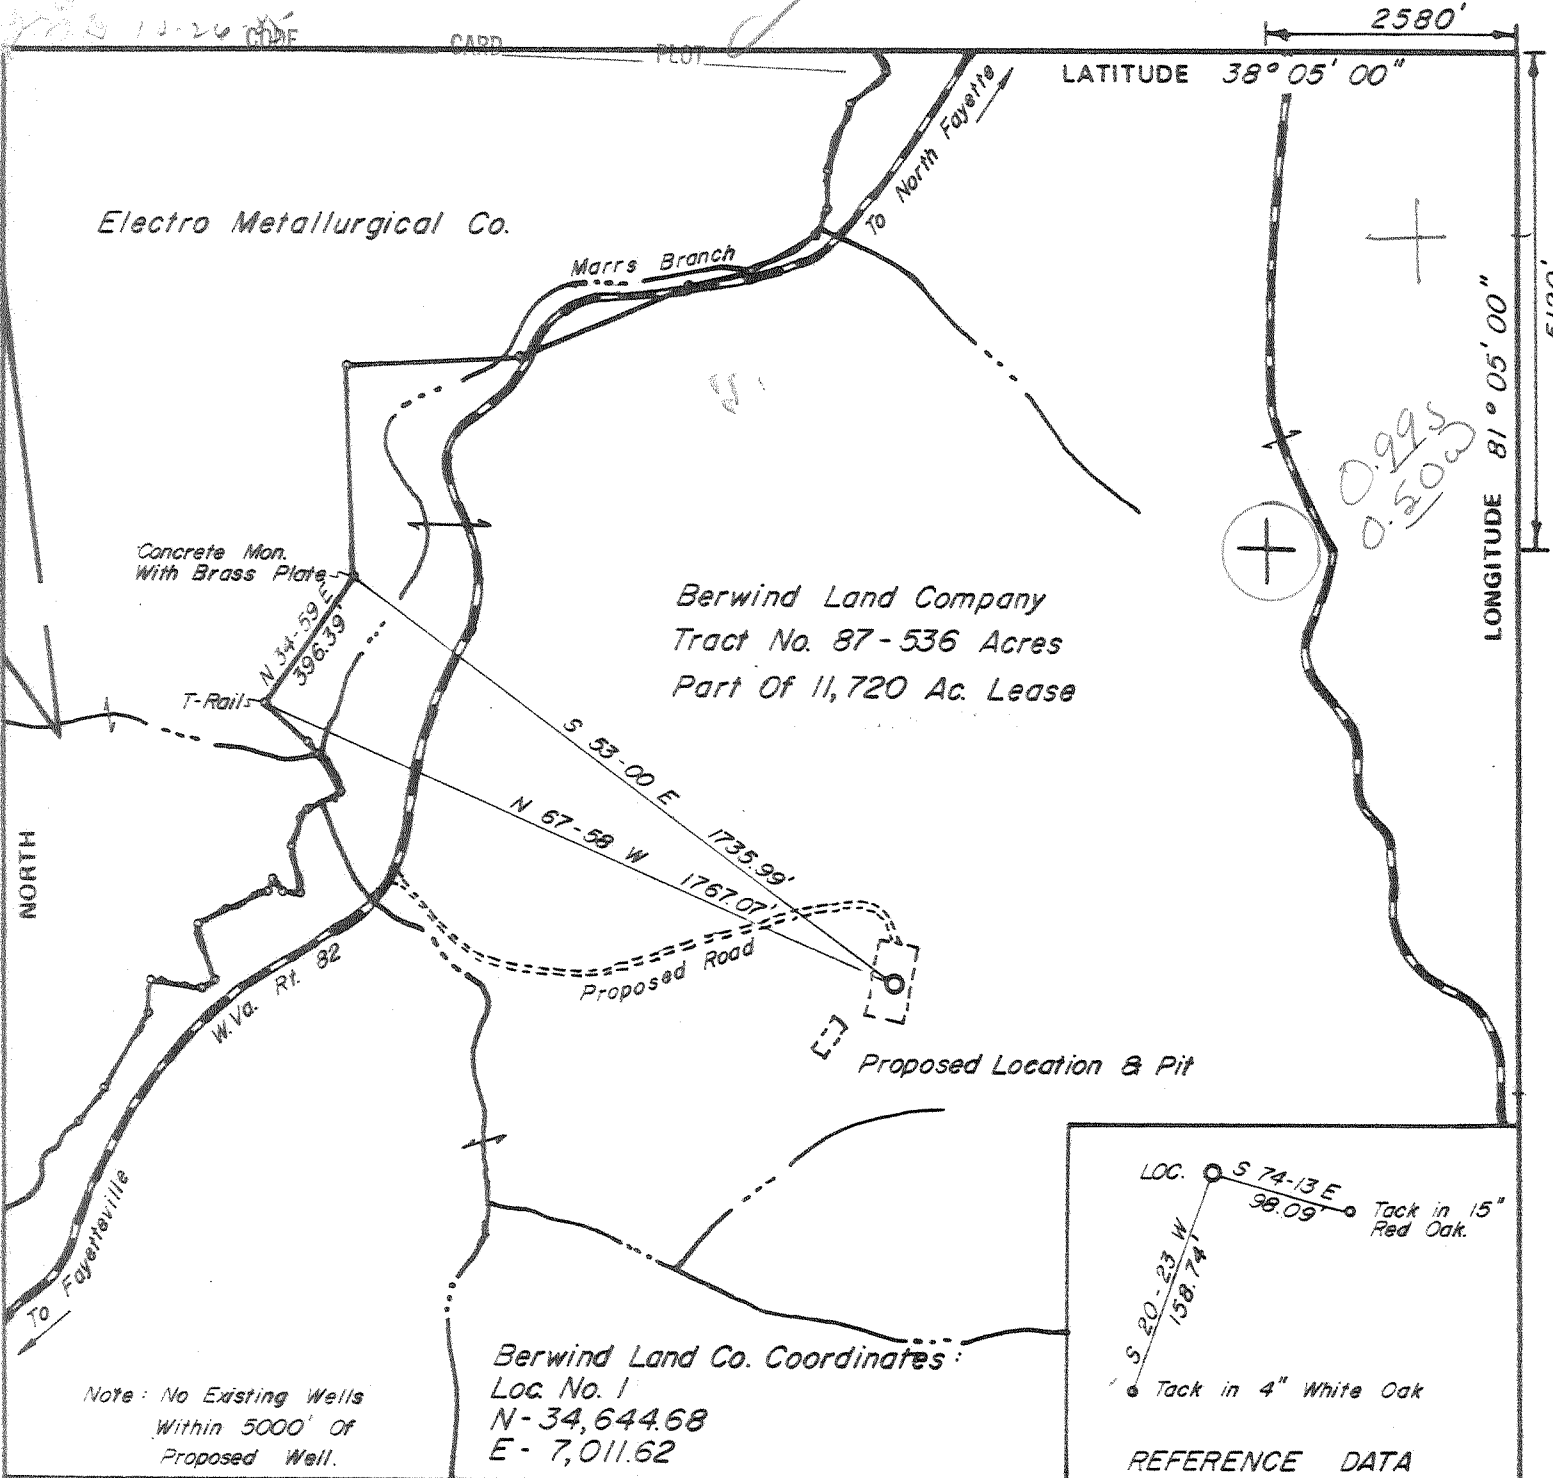 CODE
CARD
PLOT
2580'
LATITUDE 38° 05' 00"
To North Fayette
Electro Metallurgical Co.
Marrs Branch
LONGITUDE 81° 05' 00"
0.99s
0.50w
Concrete Mon.
With Brass Plate
N 34-59 E
396.39'
T-Rail
Berwind Land Company
Tract No. 87-536 Acres
Part Of 11,720 Ac. Lease
S 53-00 E 1735.99'
N 67-58 W 1767.07'
NORTH
W.Va. Rt. 82
Proposed Road
Proposed Location & Pit
To Fayetteville
LOC.
S 74-13 E
98.09'
Tack in 15"
Red Oak.
S 20-23 W
158.74'
Tack in 4" White Oak
REFERENCE DATA
Berwind Land Co. Coordinates:
Loc. No. 1
N-34,644.68
E- 7,011.62
Note: No Existing Wells
Within 5000' Of
Proposed Well.